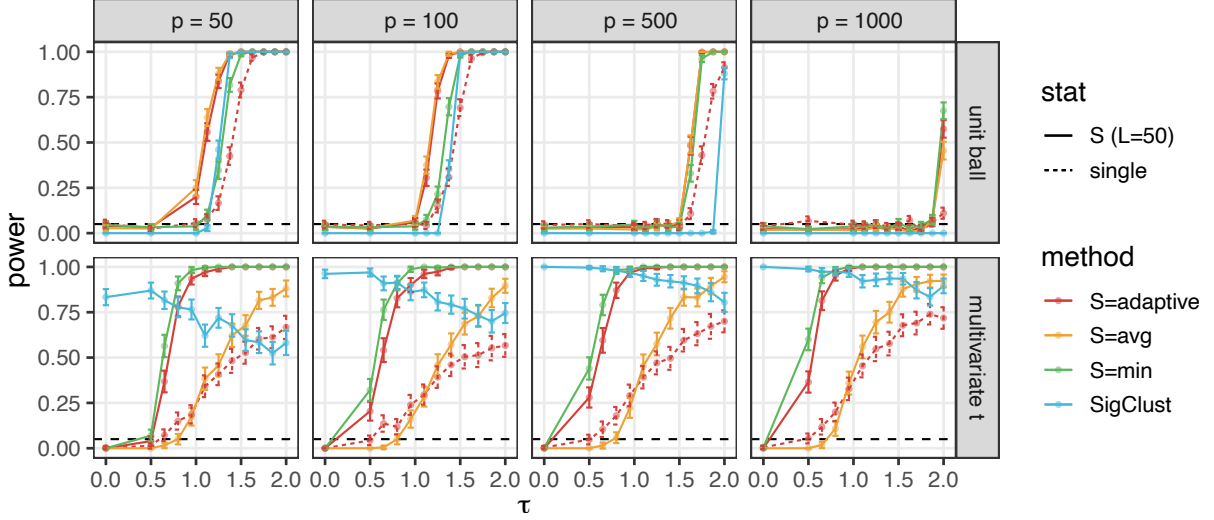 p = 50 p = 100 p = 500 p = 1000
power
1.00
0.75
0.50
0.25
0.00
unit ball
1.00
0.75
0.50
0.25
0.00
multivariate t
0.0 0.5 1.0 1.5 2.0 0.0 0.5 1.0 1.5 2.0 0.0 0.5 1.0 1.5 2.0 0.0 0.5 1.0 1.5 2.0
τ
stat
S (L=50)
single
method
S=adaptive
S=avg
S=min
SigClust